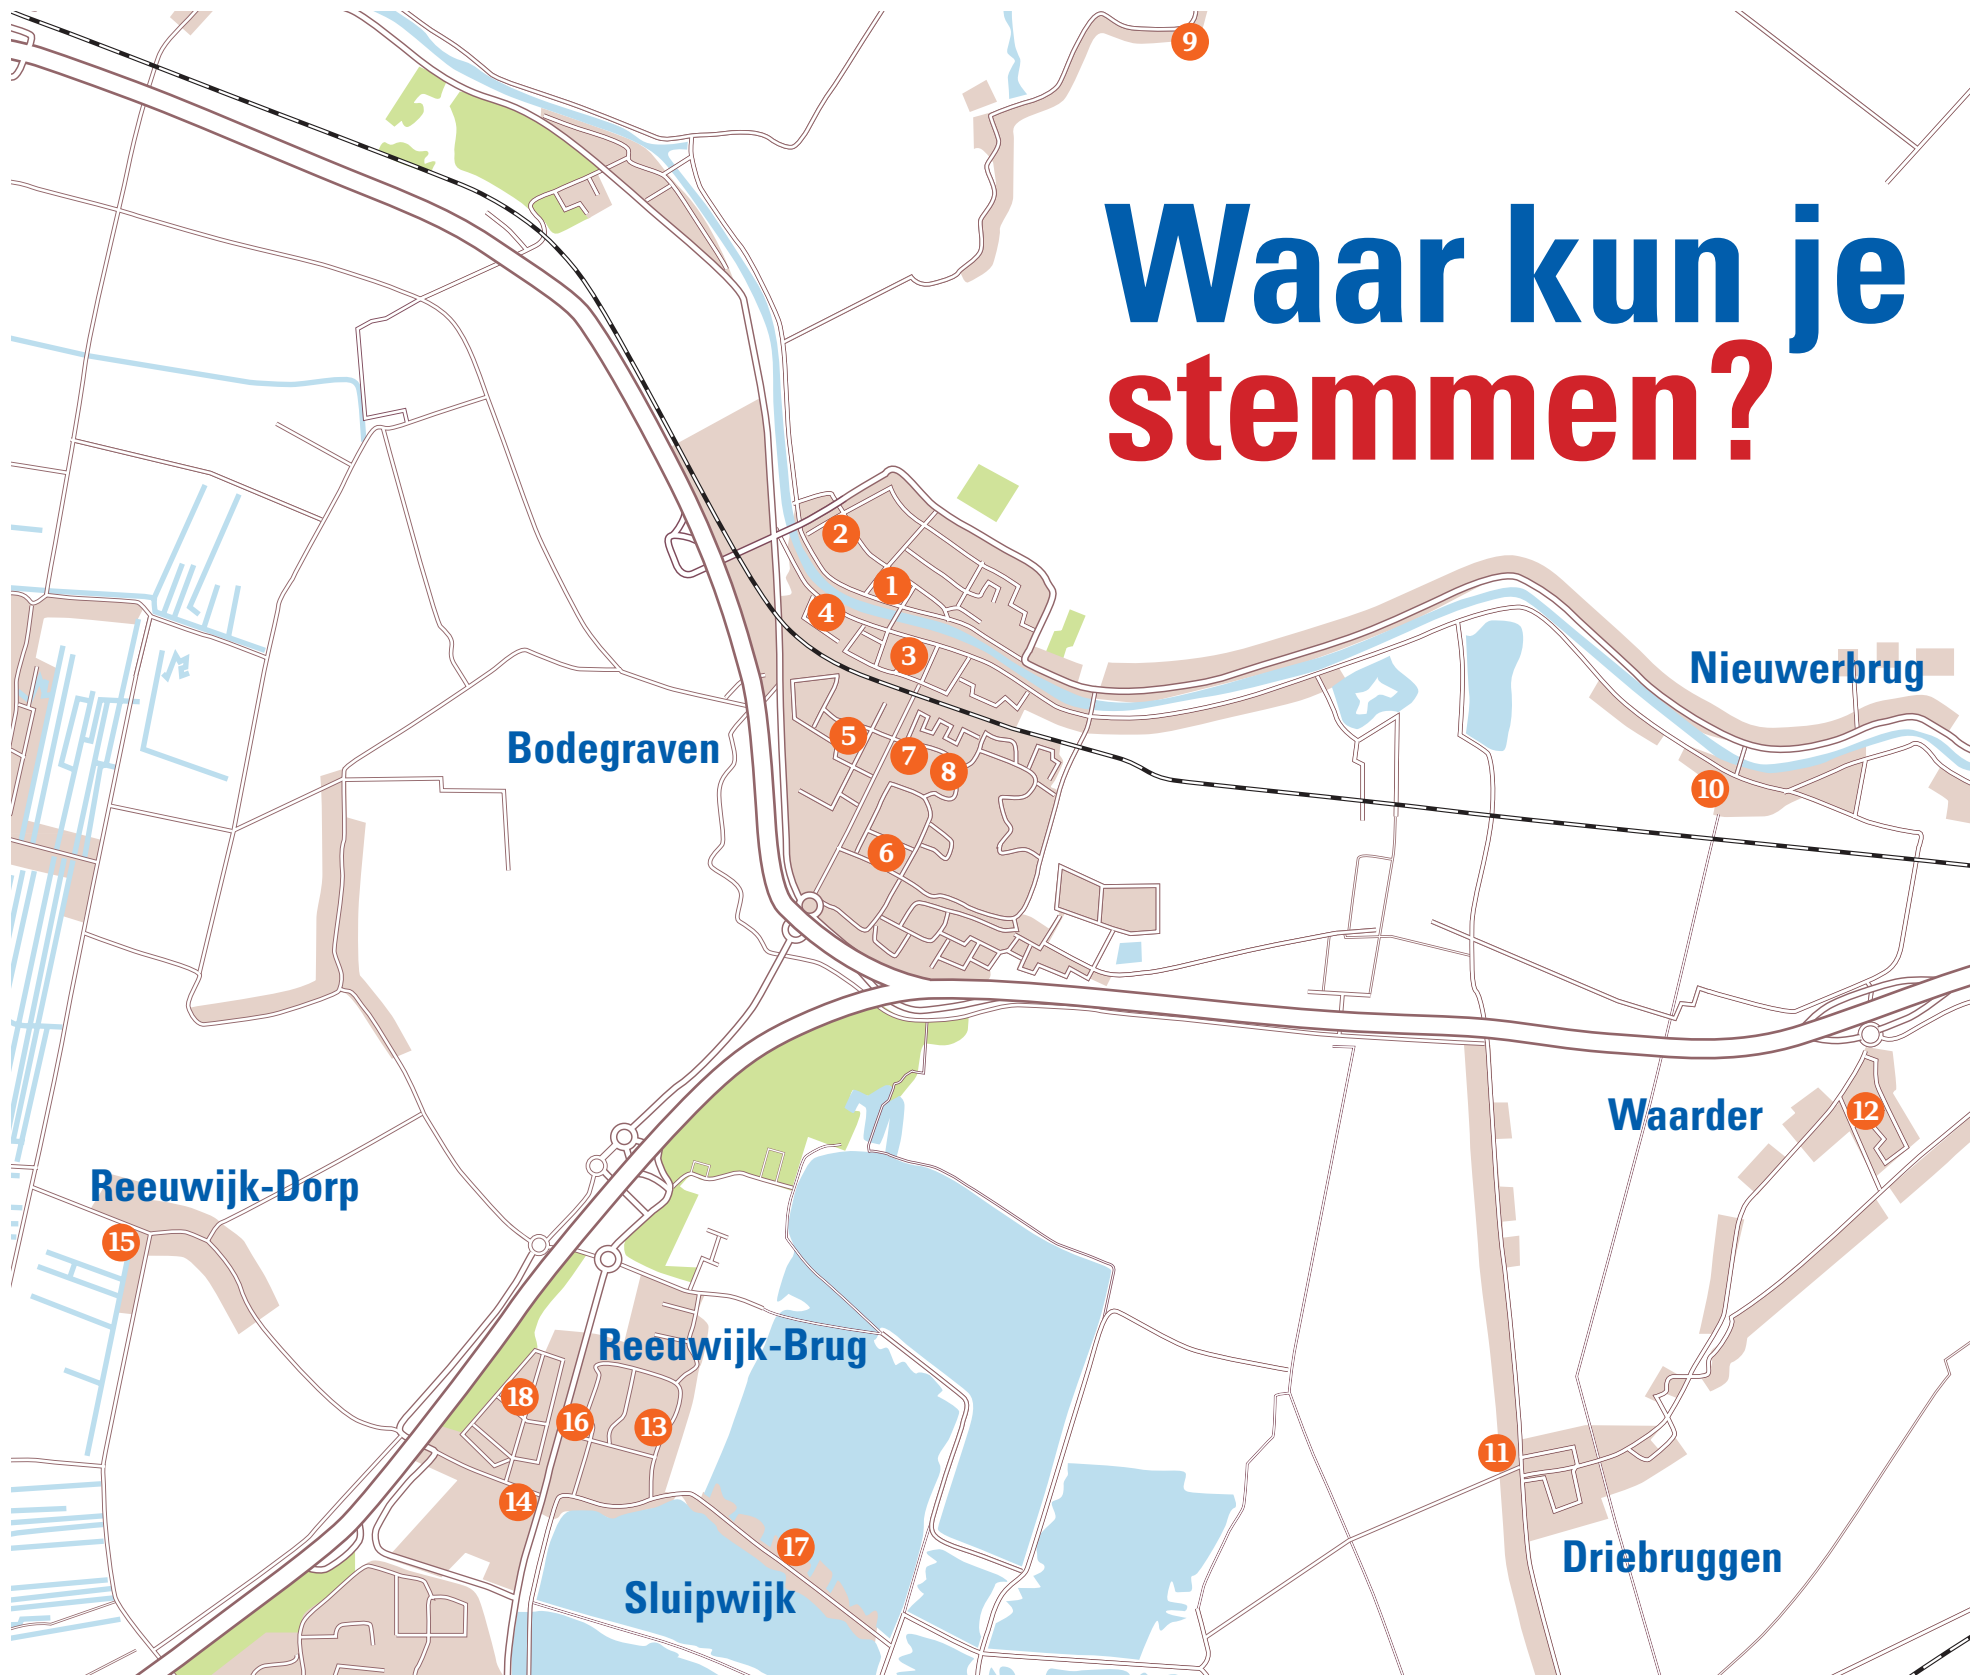 9
Waar kun je
stemmen?
2
1
4
3
Nieuwerbrug
5
Bodegraven
7
8
10
6
Waarder
12
Reeuwijk-Dorp
15
Reeuwijk-Brug
18
16
13
11
14
17
Driebruggen
Sluipwijk